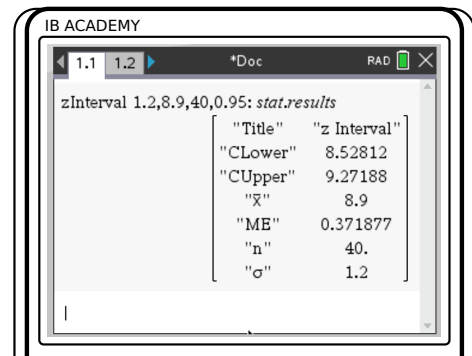 IB ACADEMY
1.1 1.2 *Doc RAD
zInterval 1.2,8.9,40,0.95: stat.results
"Title" "z Interval"
"CLower" 8.52812
"CUpper" 9.27188
"x̄" 8.9
"ME" 0.371877
"n" 40.
"σ" 1.2